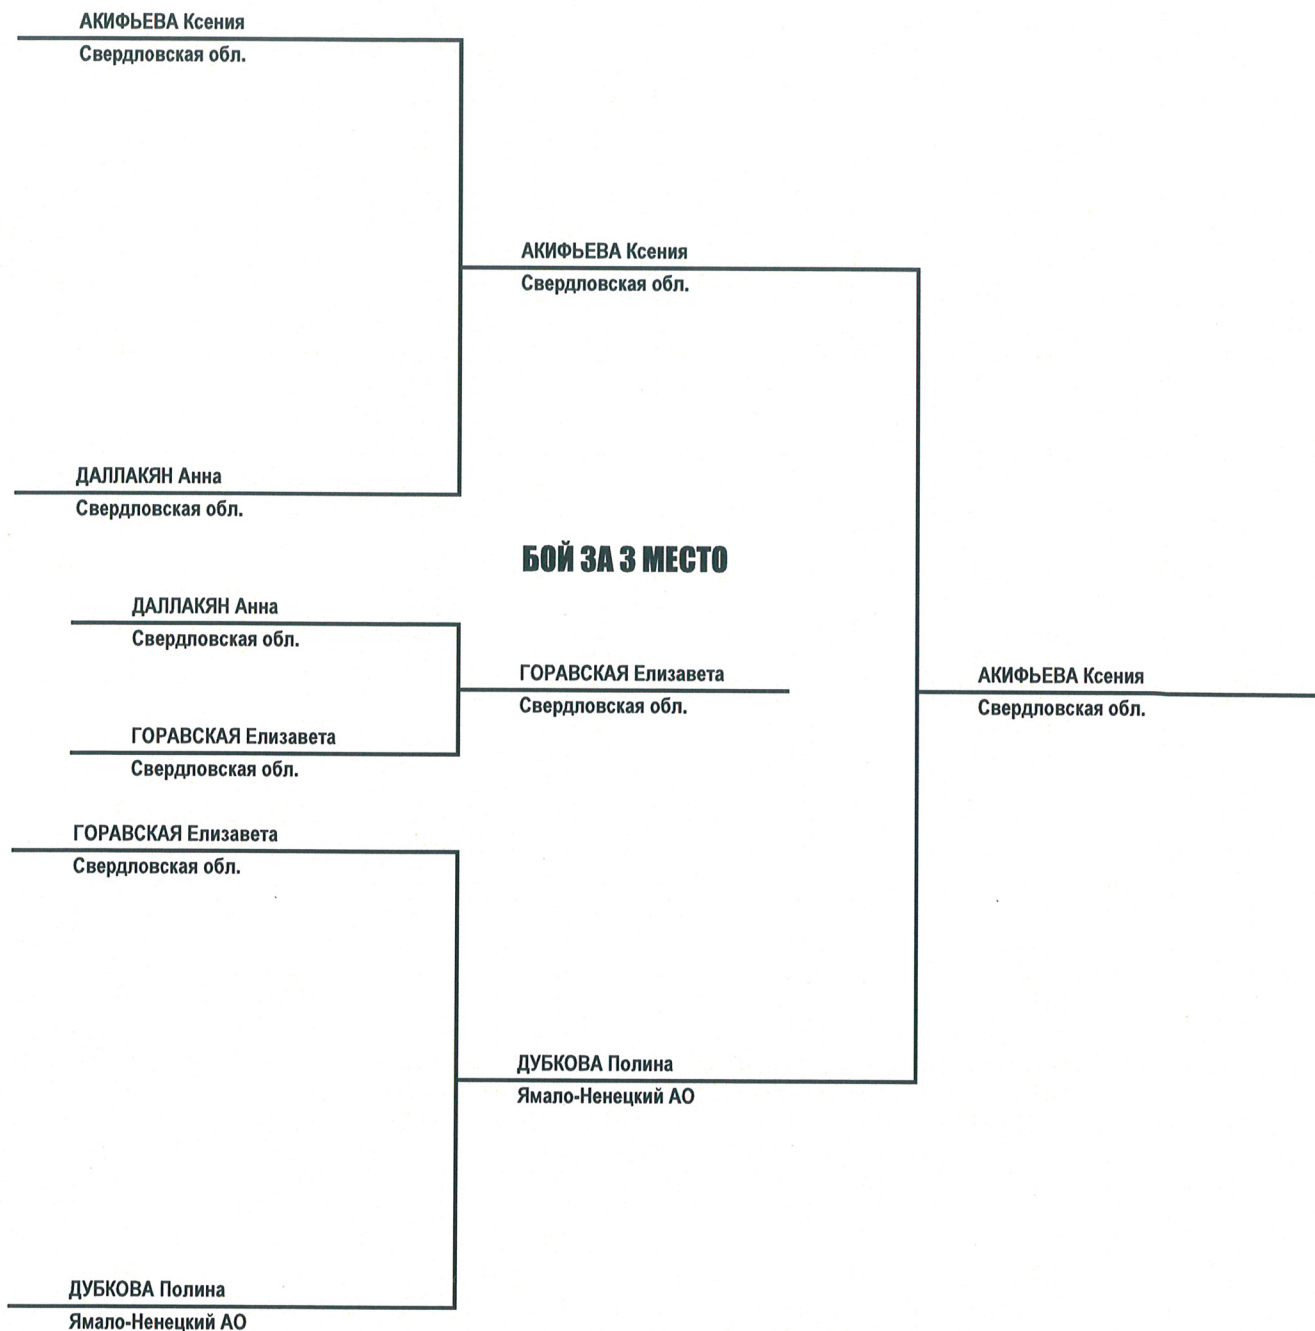 АКИФЬЕВА Ксения
Свердловская обл.
АКИФЬЕВА Ксения
Свердловская обл.
ДАЛЛАКЯН Анна
Свердловская обл.
БОЙ ЗА 3 МЕСТО
ДАЛЛАКЯН Анна
Свердловская обл.
ГОРАВСКАЯ Елизавета
Свердловская обл.
АКИФЬЕВА Ксения
Свердловская обл.
ГОРАВСКАЯ Елизавета
Свердловская обл.
ГОРАВСКАЯ Елизавета
Свердловская обл.
ДУБКОВА Полина
Ямало-Ненецкий АО
ДУБКОВА Полина
Ямало-Ненецкий АО